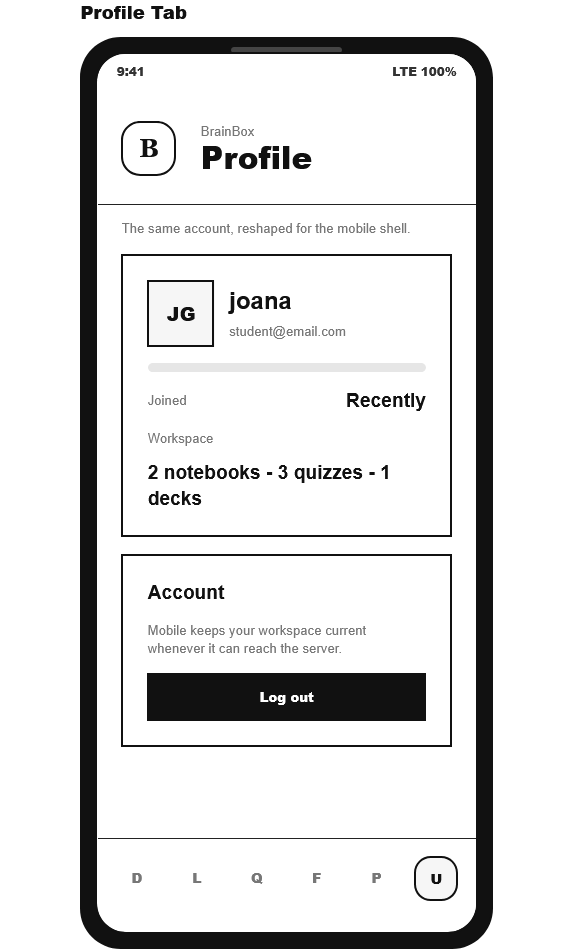 Profile Tab
9:41 LTE 100%
B
BrainBox
Profile
The same account, reshaped for the mobile shell.
JG
joana
student@email.com
Joined Recently
Workspace
2 notebooks - 3 quizzes - 1
decks
Account
Mobile keeps your workspace current
whenever it can reach the server.
Log out
D L Q F P U